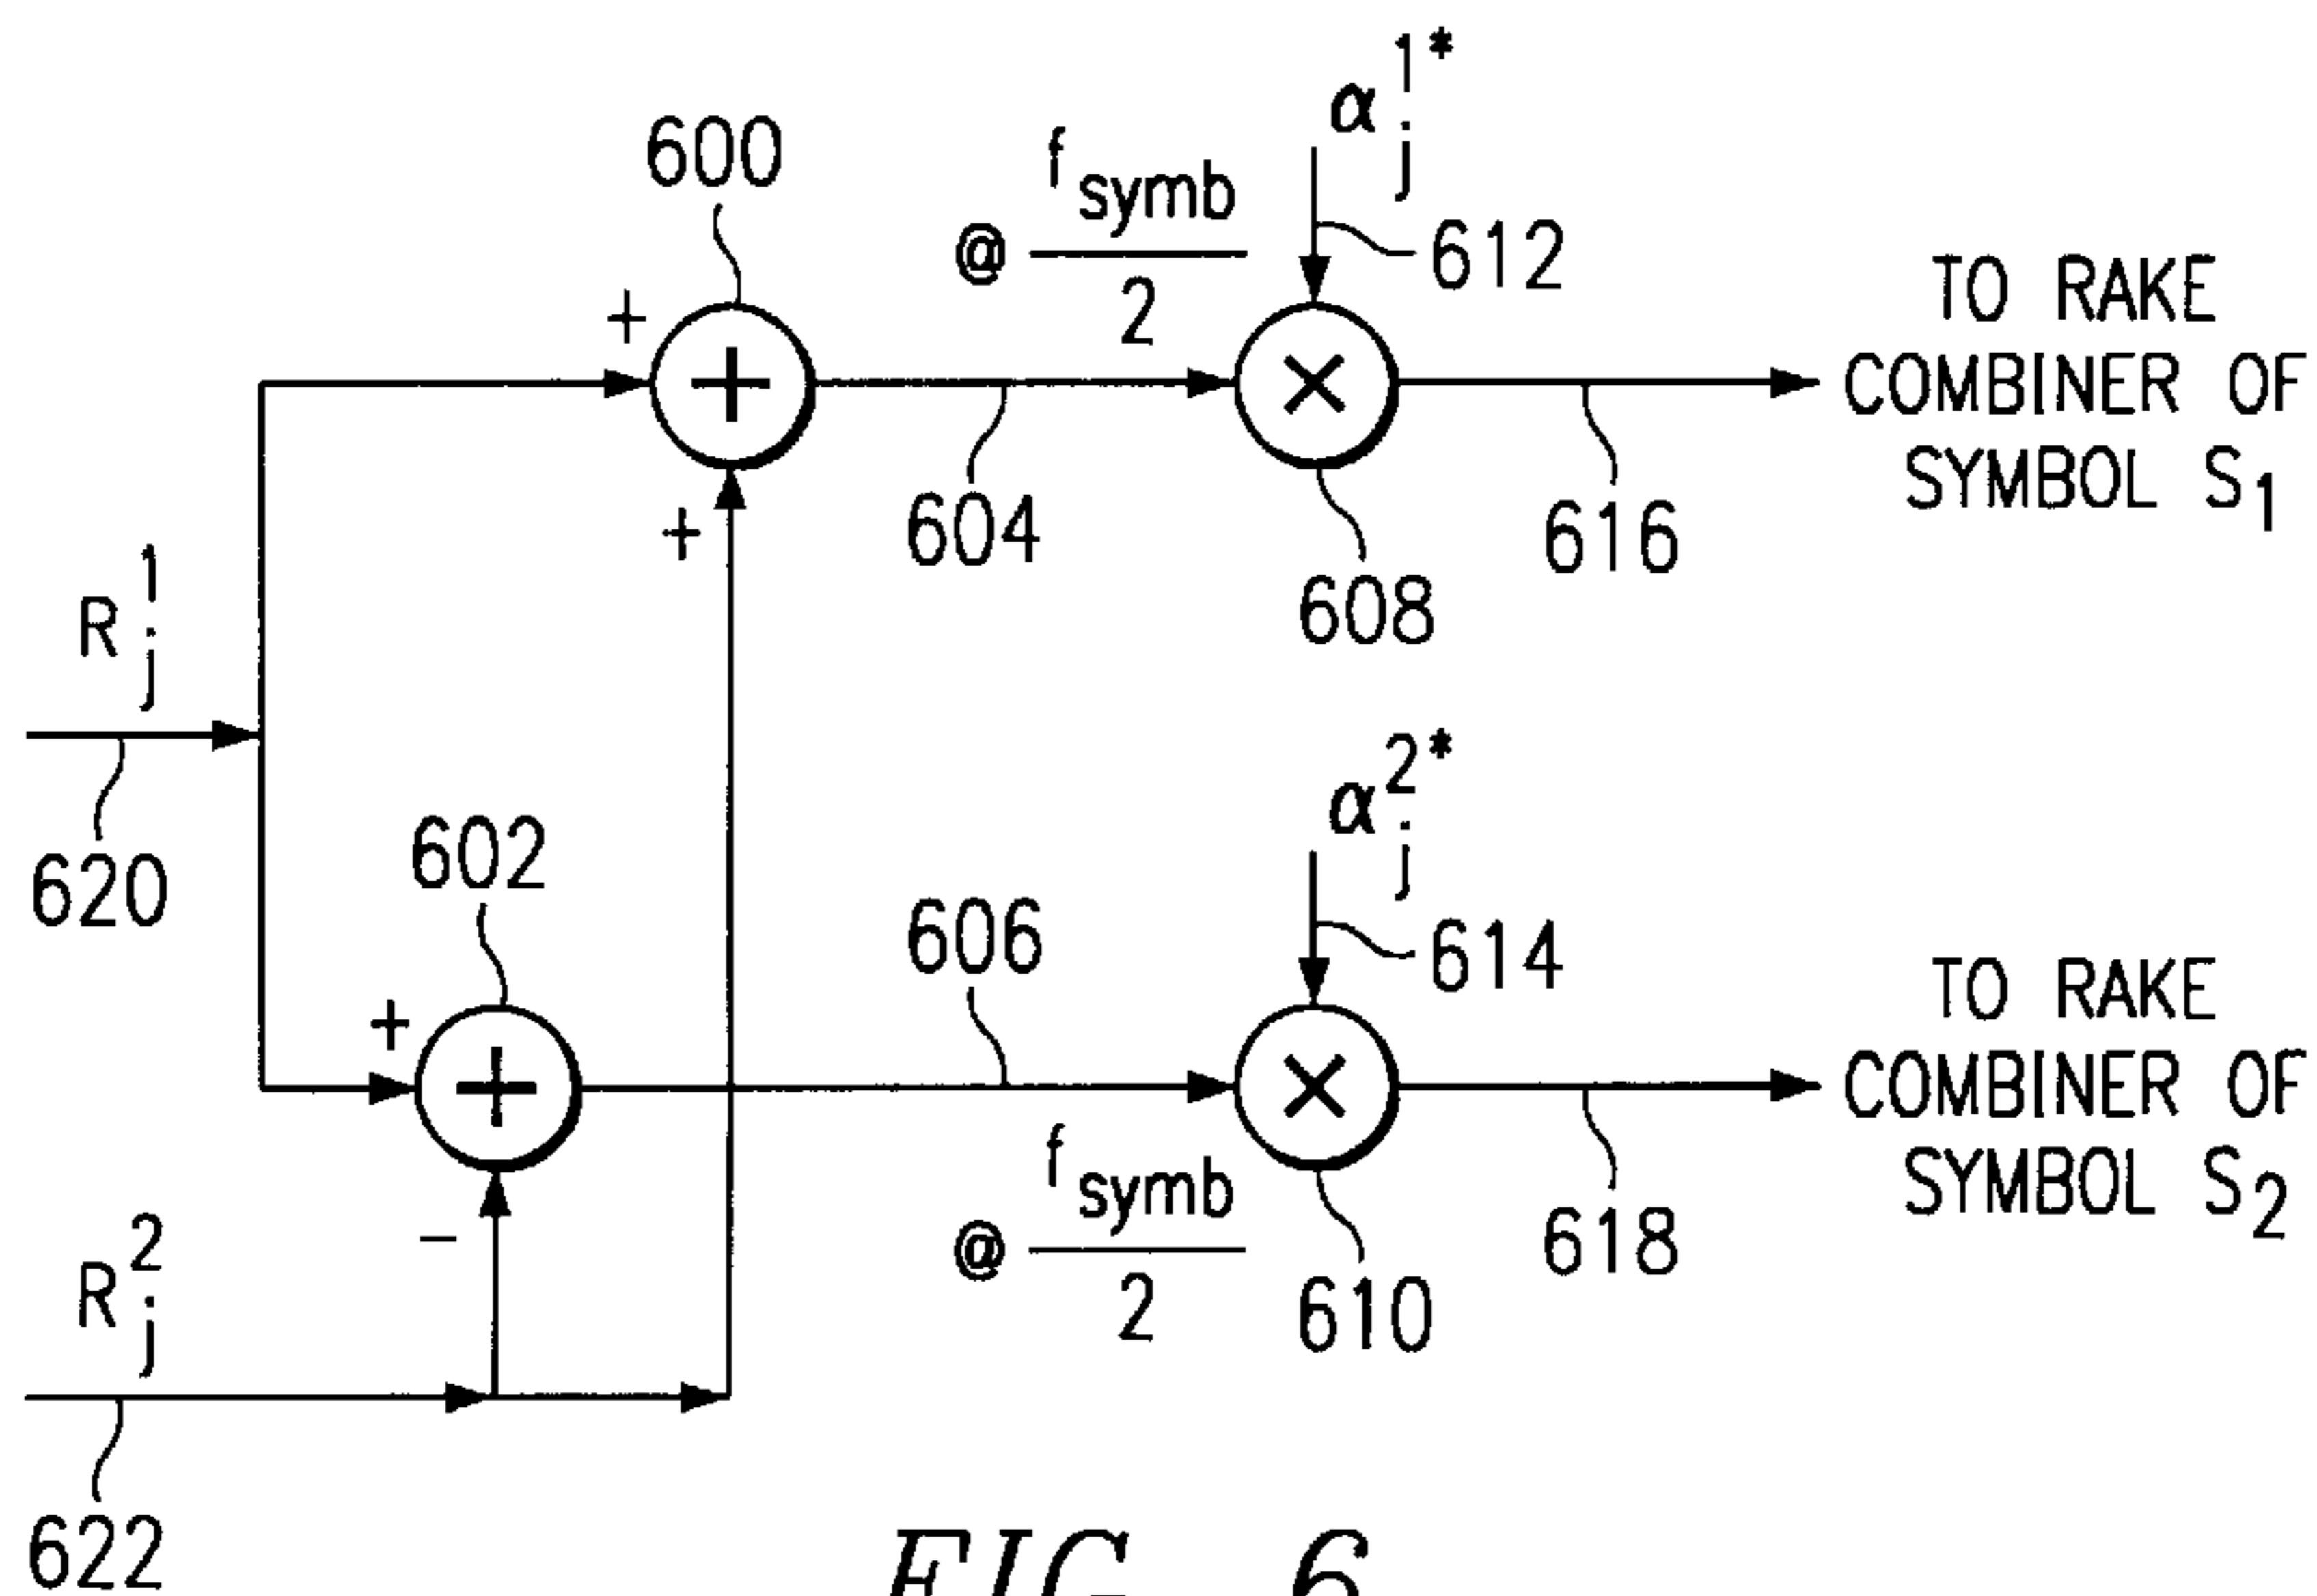 600
f symb
@ ―
2
α j 1*
612
+
+
+
604
×
608
616
TO RAKE
COMBINER OF
SYMBOL S1
R j 1
620
602
+
+
−
606
f symb
@ ―
2
α j 2*
614
×
610
618
TO RAKE
COMBINER OF
SYMBOL S2
R j 2
622
FIG. 6